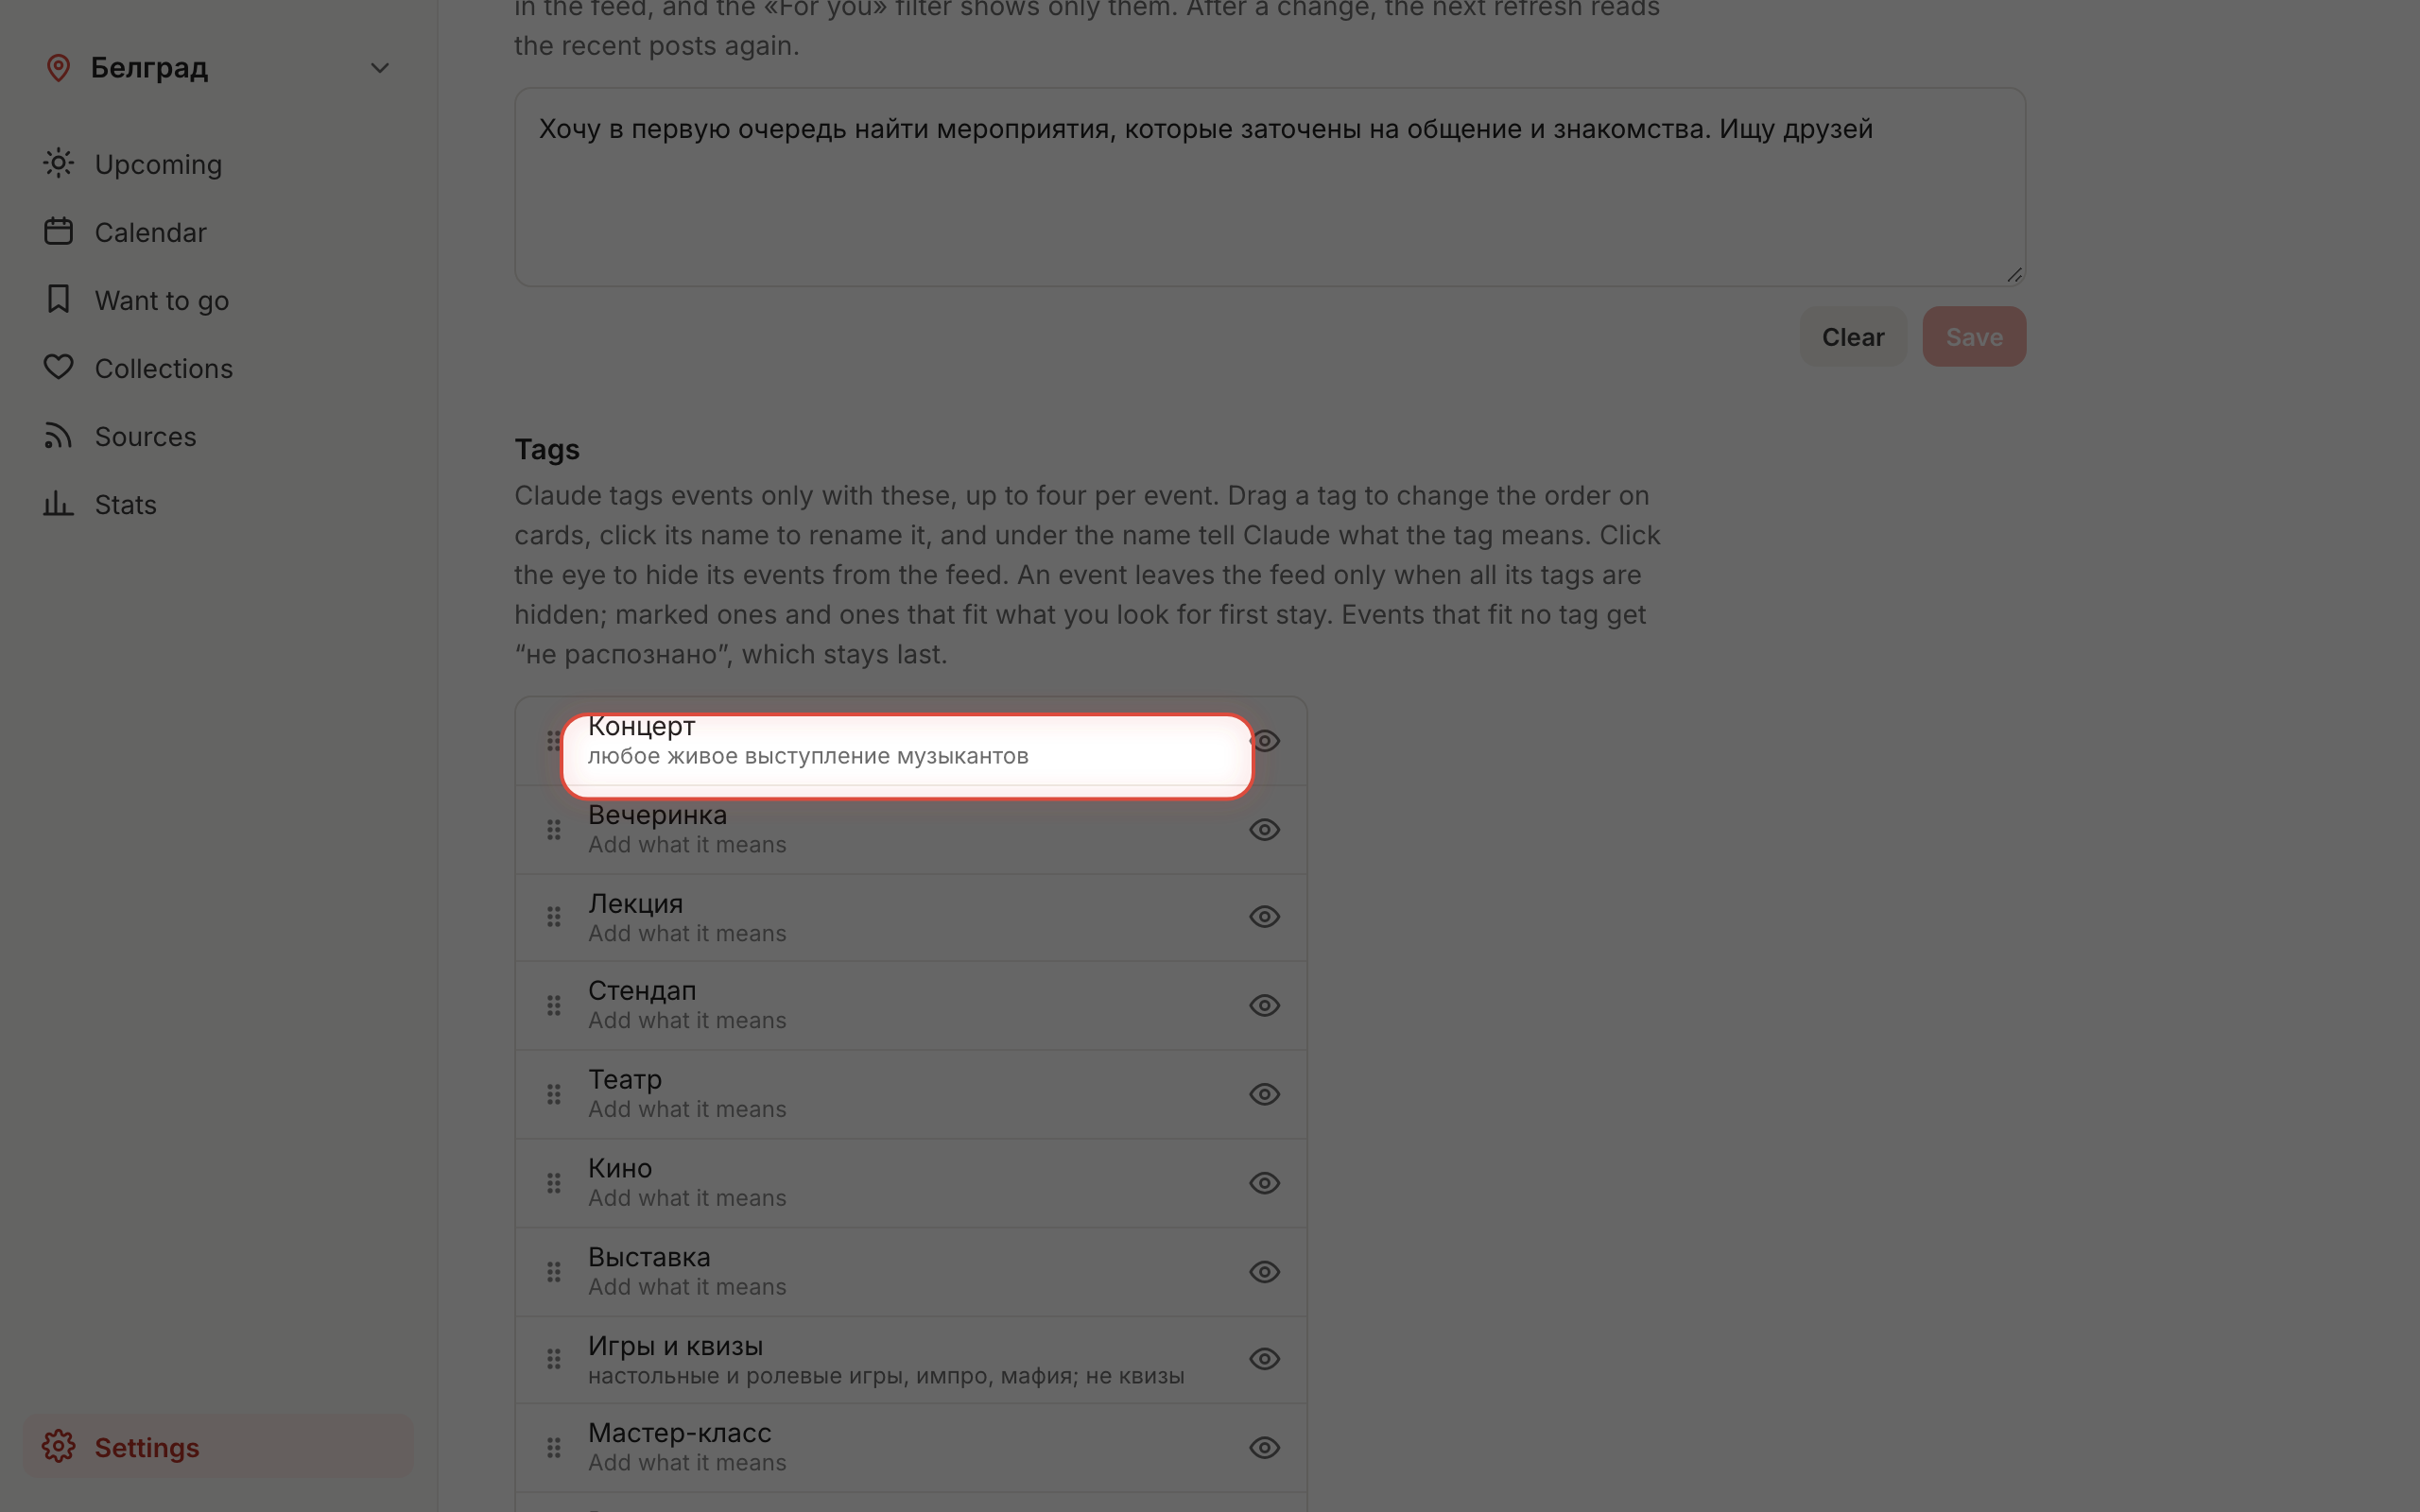 Белград
Upcoming
Calendar
Want to go
Collections
Sources
Stats
Settings
in the feed, and the «For you» filter shows only them. After a change, the next refresh reads
the recent posts again.
Хочу в первую очередь найти мероприятия, которые заточены на общение и знакомства. Ищу друзей
Clear
Save
Tags
Claude tags events only with these, up to four per event. Drag a tag to change the order on
cards, click its name to rename it, and under the name tell Claude what the tag means. Click
the eye to hide its events from the feed. An event leaves the feed only when all its tags are
hidden; marked ones and ones that fit what you look for first stay. Events that fit no tag get
“не распознано”, which stays last.
Концерт
любое живое выступление музыкантов
Вечеринка
Add what it means
Лекция
Add what it means
Стендап
Add what it means
Театр
Add what it means
Кино
Add what it means
Выставка
Add what it means
Игры и квизы
настольные и ролевые игры, импро, мафия; не квизы
Мастер-класс
Add what it means